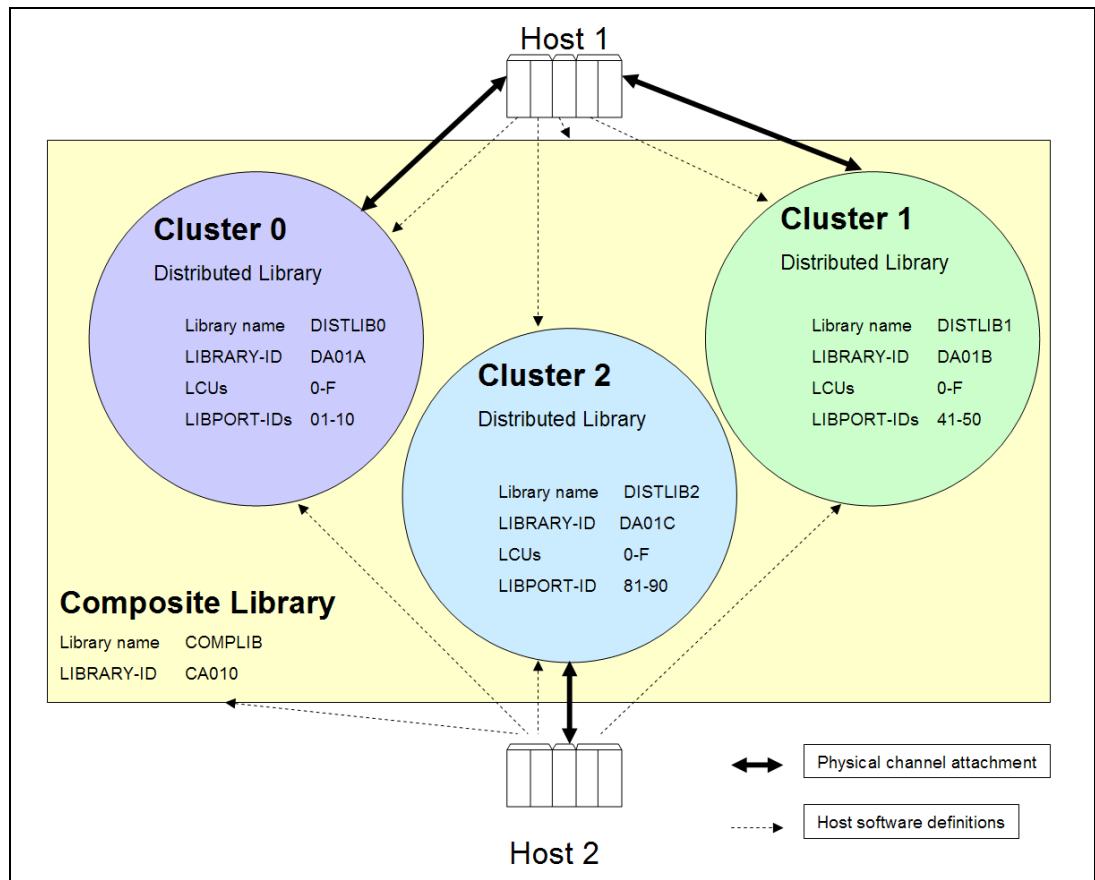 Host 1
Cluster 0
Distributed Library
Library name DISTLIB0
LIBRARY-ID DA01A
LCUs 0-F
LIBPORT-IDs 01-10
Cluster 1
Distributed Library
Library name DISTLIB1
LIBRARY-ID DA01B
LCUs 0-F
LIBPORT-IDs 41-50
Cluster 2
Distributed Library
Library name DISTLIB2
LIBRARY-ID DA01C
LCUs 0-F
LIBPORT-ID 81-90
Composite Library
Library name COMPLIB
LIBRARY-ID CA010
Physical channel attachment
Host software definitions
Host 2